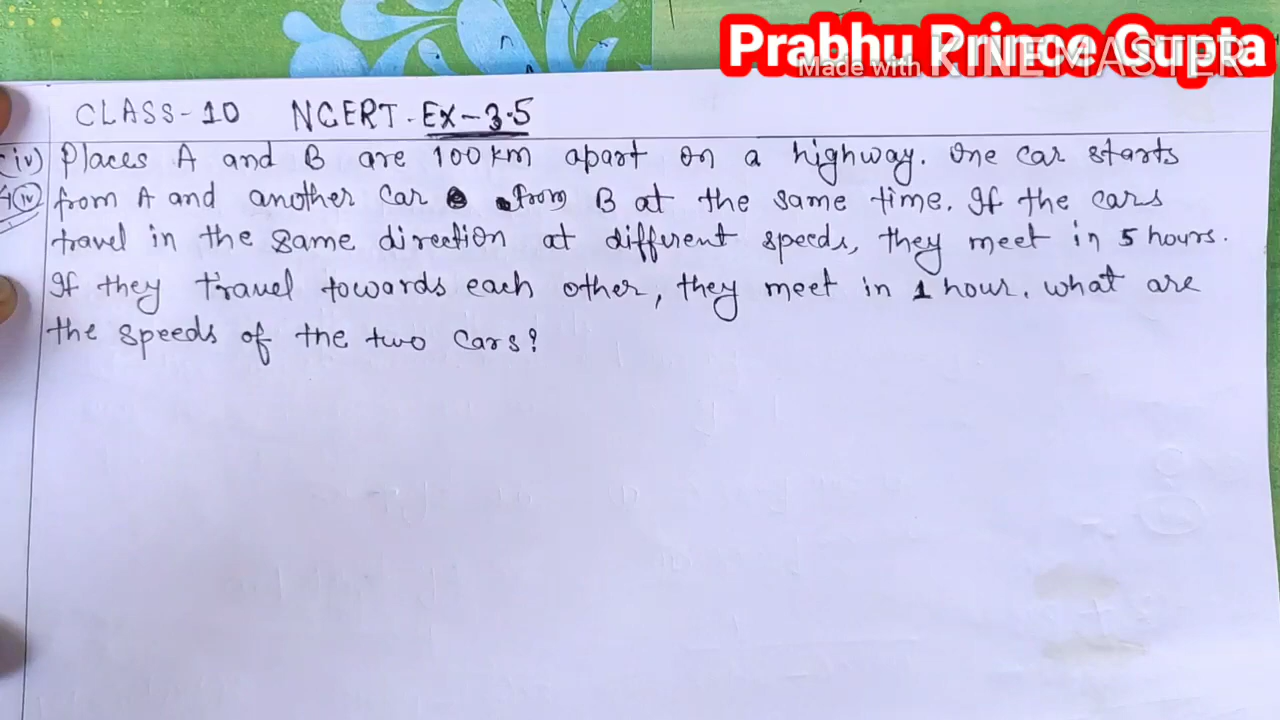 Prabhu Prince Gupta
Made with KINEMASTER
CLASS-10 NCERT. EX-3.5
(iv) Places A and B are 100 km apart on a highway. One car starts
4(iv) from A and another car from B at the same time. If the cars
travel in the same direction at different speeds, they meet in 5 hours.
If they travel towards each other, they meet in 1 hour. what are
the speeds of the two cars?